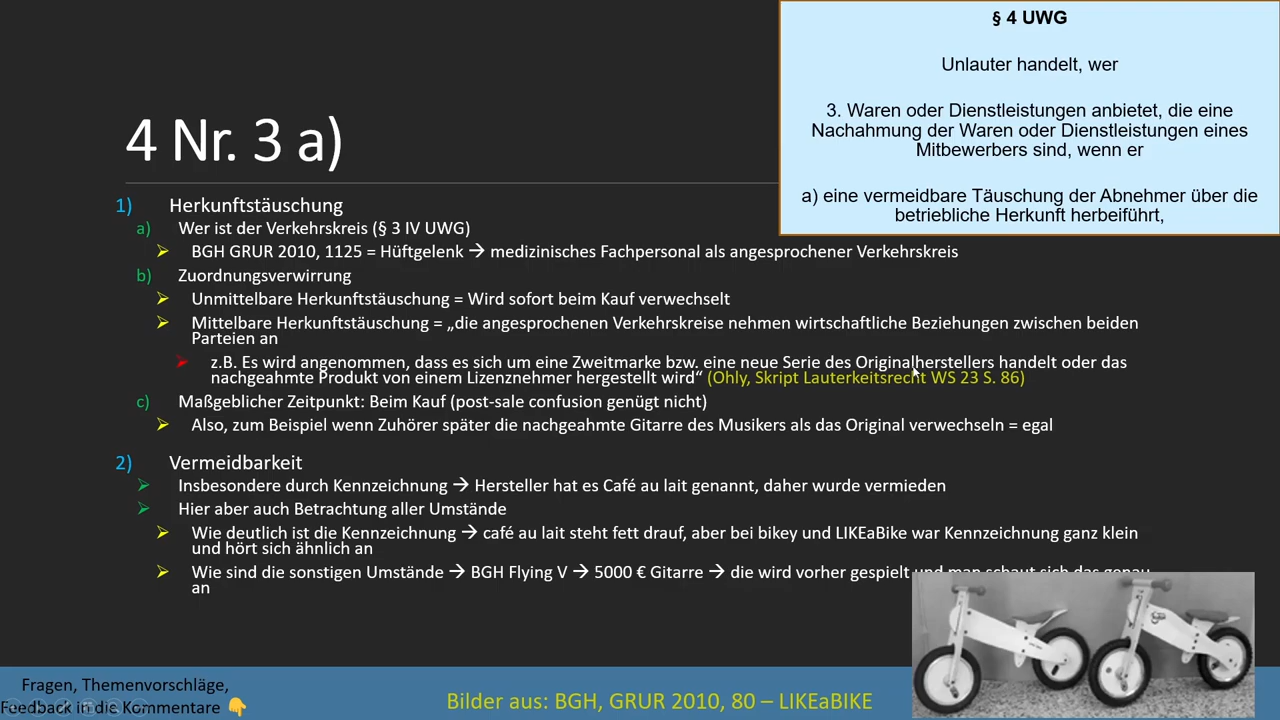 § 4 UWG
Unlauter handelt, wer
3. Waren oder Dienstleistungen anbietet, die eine
Nachahmung der Waren oder Dienstleistungen eines
Mitbewerbers sind, wenn er
a) eine vermeidbare Täuschung der Abnehmer über die
betriebliche Herkunft herbeiführt,
4 Nr. 3 a)
1) Herkunftstäuschung
a) Wer ist der Verkehrskreis (§ 3 IV UWG)
➢ BGH GRUR 2010, 1125 = Hüftgelenk → medizinisches Fachpersonal als angesprochener Verkehrskreis
b) Zuordnungsverwirrung
➢ Unmittelbare Herkunftstäuschung = Wird sofort beim Kauf verwechselt
➢ Mittelbare Herkunftstäuschung = „die angesprochenen Verkehrskreise nehmen wirtschaftliche Beziehungen zwischen beiden
Parteien an
➢ z.B. Es wird angenommen, dass es sich um eine Zweitmarke bzw. eine neue Serie des Originalherstellers handelt oder das
nachgeahmte Produkt von einem Lizenznehmer hergestellt wird“ (Ohly, Skript Lauterkeitsrecht WS 23 S. 86)
c) Maßgeblicher Zeitpunkt: Beim Kauf (post-sale confusion genügt nicht)
➢ Also, zum Beispiel wenn Zuhörer später die nachgeahmte Gitarre des Musikers als das Original verwechseln = egal
2) Vermeidbarkeit
➢ Insbesondere durch Kennzeichnung → Hersteller hat es Café au lait genannt, daher wurde vermieden
➢ Hier aber auch Betrachtung aller Umstände
➢ Wie deutlich ist die Kennzeichnung → café au lait steht fett drauf, aber bei bikey und LIKEaBike war Kennzeichnung ganz klein
und hört sich ähnlich an
➢ Wie sind die sonstigen Umstände → BGH Flying V → 5000 € Gitarre → die wird vorher gespielt und man schaut sich das genau
an
Fragen, Themenvorschläge,
Feedback in die Kommentare 👇
Bilder aus: BGH, GRUR 2010, 80 – LIKEaBIKE